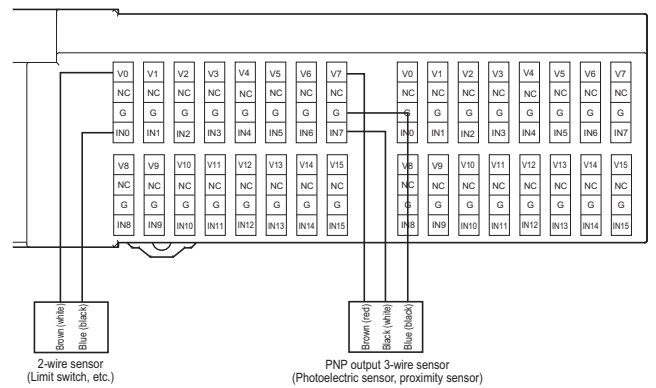 V0 V1 V2 V3 V4 V5 V6 V7 V0 V1 V2 V3 V4 V5 V6 V7
NC NC NC NC NC NC NC NC NC NC NC NC NC NC NC NC
G G G G G G G G G G G G G G G G
IN0 IN1 IN2 IN3 IN4 IN5 IN6 IN7 IN0 IN1 IN2 IN3 IN4 IN5 IN6 IN7
V8 V9 V10 V11 V12 V13 V14 V15 V8 V9 V10 V11 V12 V13 V14 V15
NC NC NC NC NC NC NC NC NC NC NC NC NC NC NC NC
G G G G G G G G G G G G G G G G
IN8 IN9 IN10 IN11 IN12 IN13 IN14 IN15 IN8 IN9 IN10 IN11 IN12 IN13 IN14 IN15
Brown (white)
Blue (black)
Brown (red)
Black (white)
Blue (black)
2-wire sensor
(Limit switch, etc.)
PNP output 3-wire sensor
(Photoelectric sensor, proximity sensor)